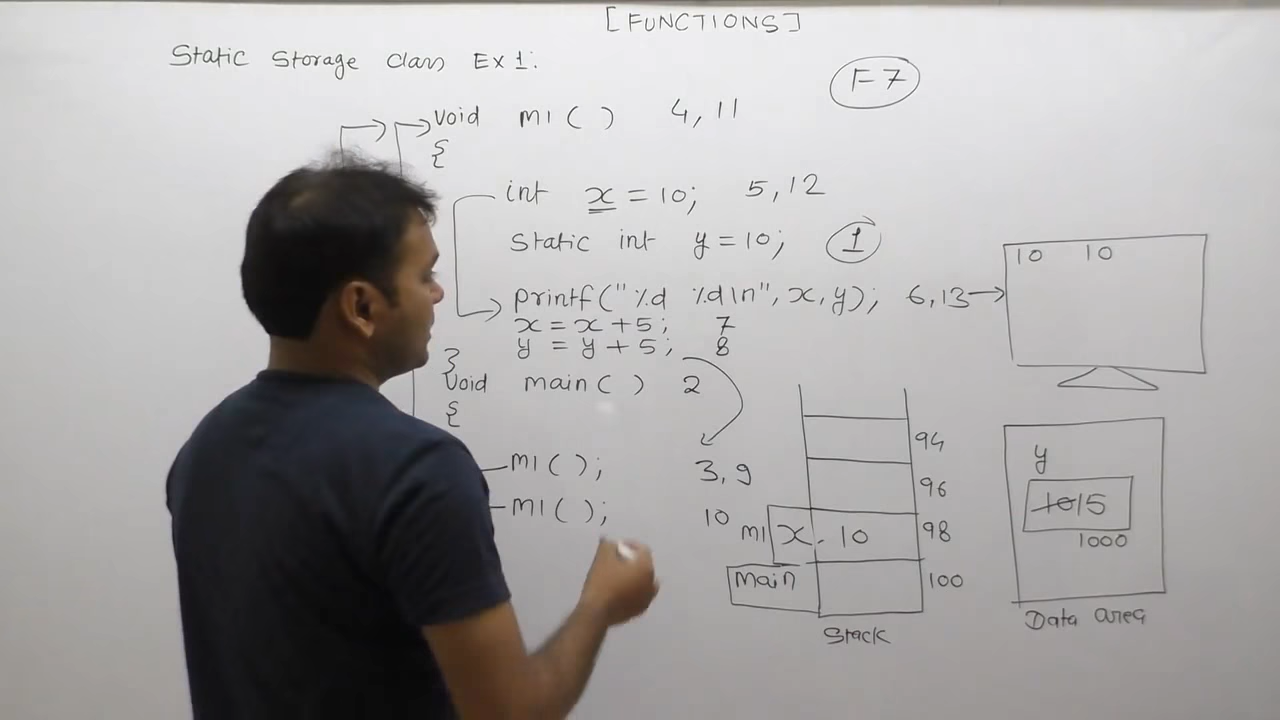 [FUNCTIONS]
Static Storage Class Ex 1:
F7
void m1( ) 4, 11
{
int x = 10; 5, 12
Static int y = 10; 1
printf("%d %d\n", x, y); 6, 13
x = x + 5; 7
y = y + 5; 8
}
void main( ) 2
{
m1( ); 3, 9
m1( ); 10
10 10
94
96
m1 x - 10 98
main 100
Stack
y
10 15
1000
Data area